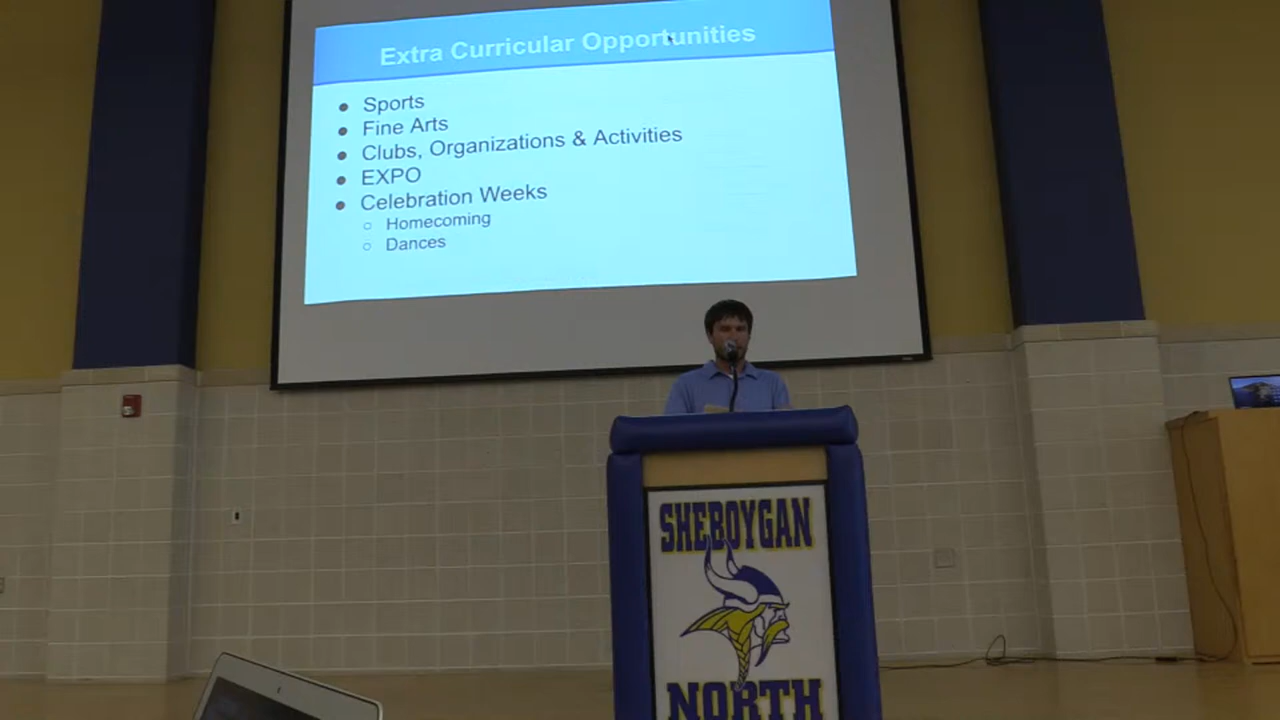 Extra Curricular Opportunities
Sports
Fine Arts
Clubs, Organizations & Activities
EXPO
Celebration Weeks
Homecoming
Dances
SHEBOYGAN
NORTH